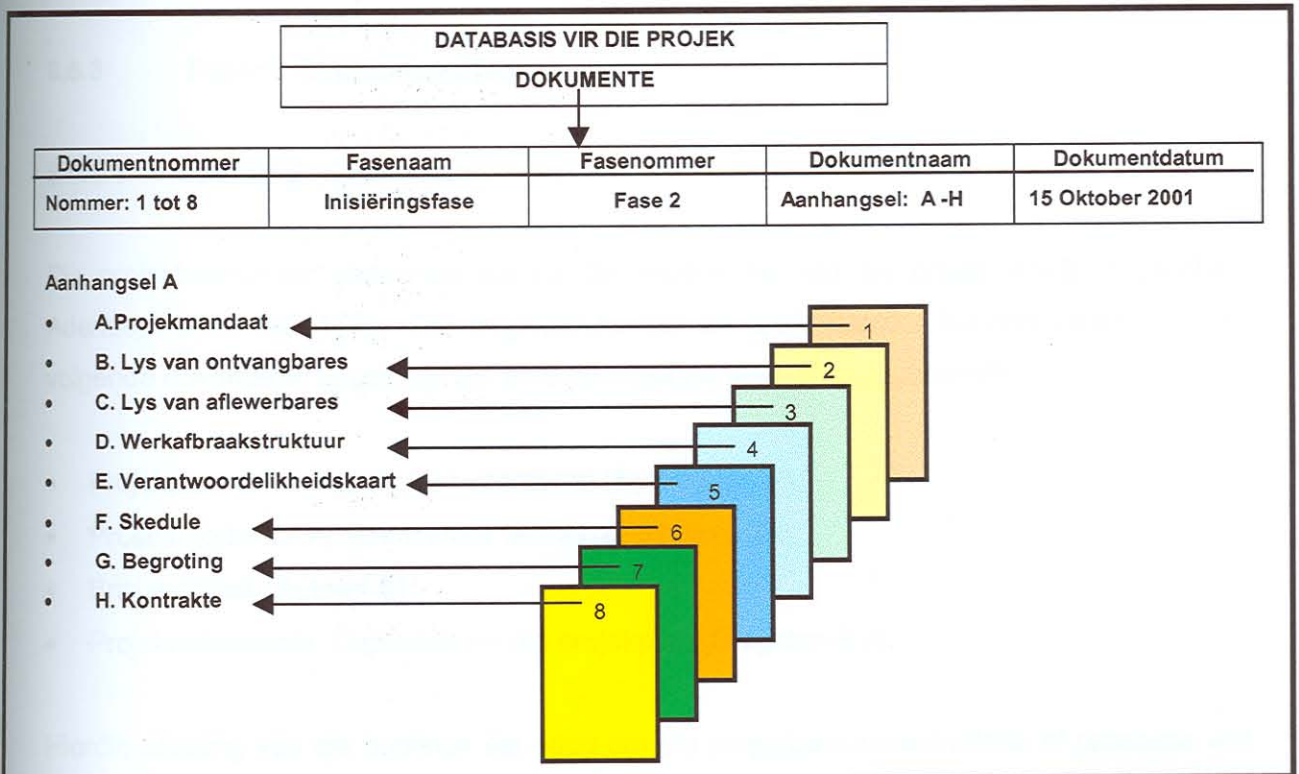 DATABASIS VIR DIE PROJEK
DOKUMENTE
Dokumentnommer Fasenaam Fasenommer Dokumentnaam Dokumentdatum
Nommer: 1 tot 8 Inisiëringsfase Fase 2 Aanhangsel: A -H 15 Oktober 2001
Aanhangsel A
• A.Projekmandaat 1
• B. Lys van ontvangbares 2
• C. Lys van aflewerbares 3
• D. Werkafbraakstruktuur 4
• E. Verantwoordelikheidskaart 5
• F. Skedule 6
• G. Begroting 7
• H. Kontrakte 8